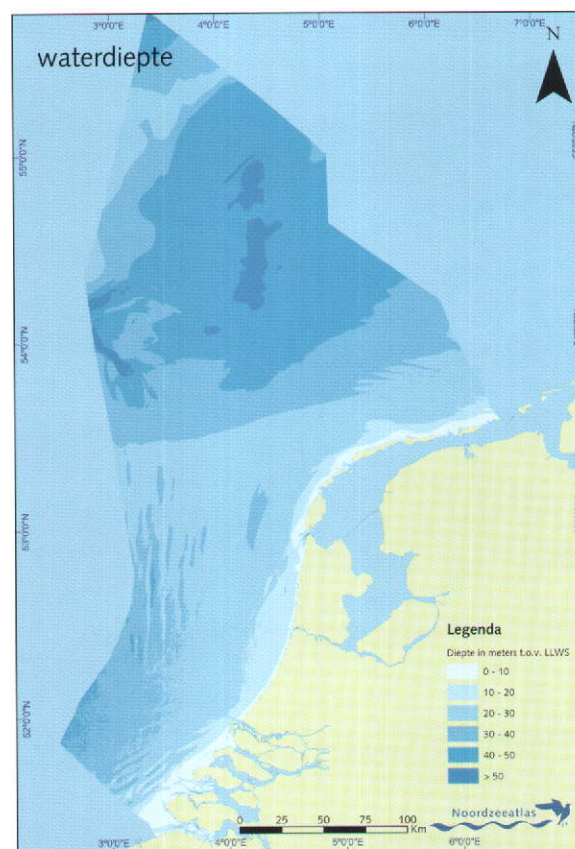 3°0'0"E 4°0'0"E 5°0'0"E 6°0'0"E 7°0'0"E
N
waterdiepte
55°0'0"N
54°0'0"N
53°0'0"N
52°0'0"N
Legenda
Diepte in meters t.o.v. LLWS
0 - 10
10 - 20
20 - 30
30 - 40
40 - 50
> 50
Noordzeeatlas
0 25 50 75 100
Km
3°0'0"E 4°0'0"E 5°0'0"E 6°0'0"E